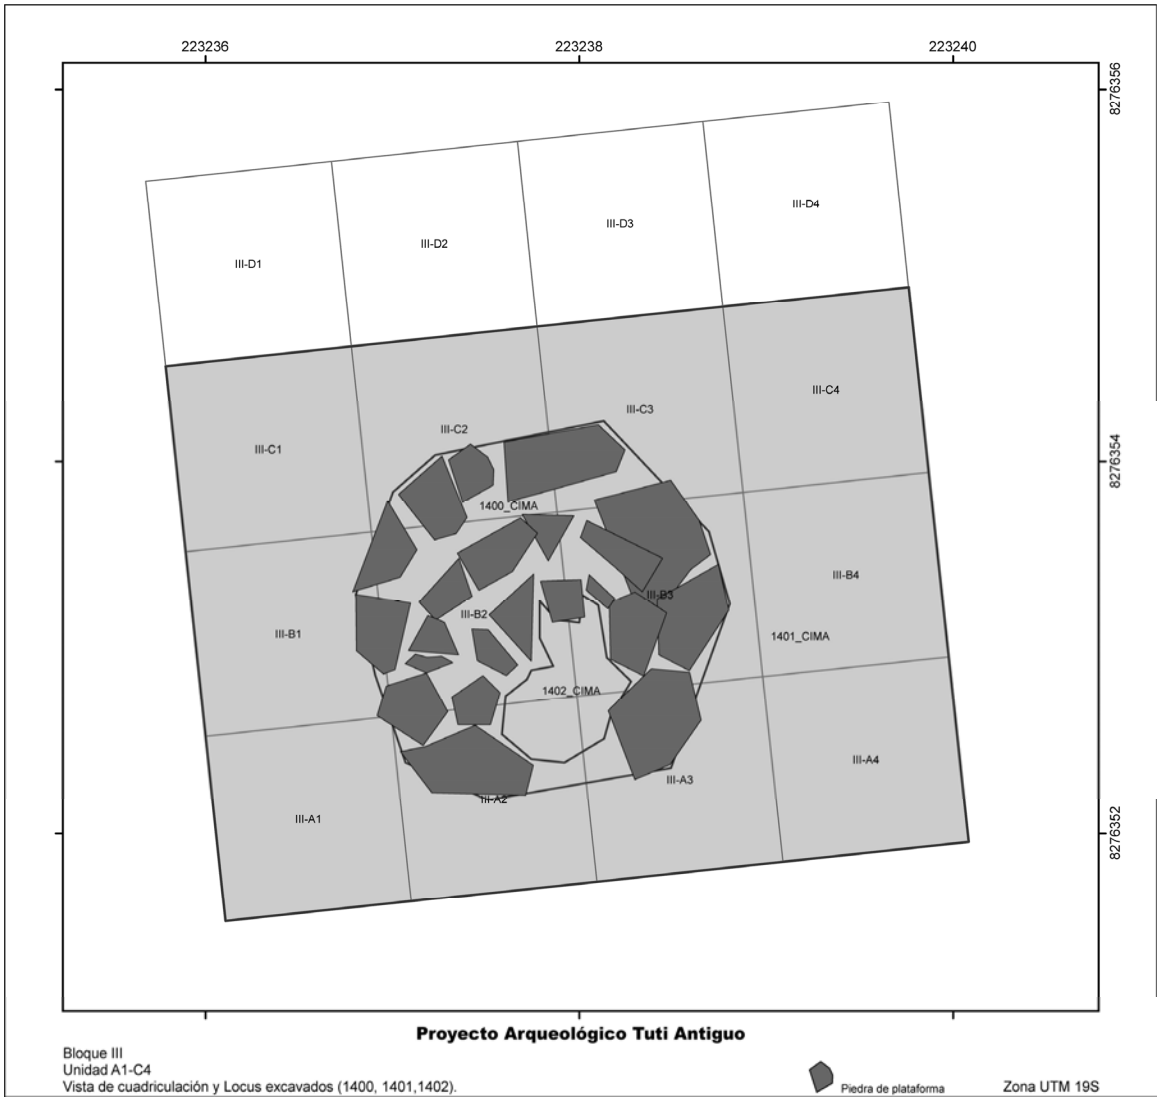 223236 223238 223240
8276356
III-D4
III-D3
III-D2
III-D1
III-C4
III-C3
III-C2
III-C1
8276354
1400_CIMA
III-B4
III-B3
III-B2
III-B1
1401_CIMA
1402_CIMA
III-A4
III-A3
III-A2
III-A1
8276352
Proyecto Arqueológico Tuti Antiguo
Bloque III
Unidad A1-C4
Vista de cuadriculación y Locus excavados (1400, 1401,1402).
Piedra de plataforma
Zona UTM 19S